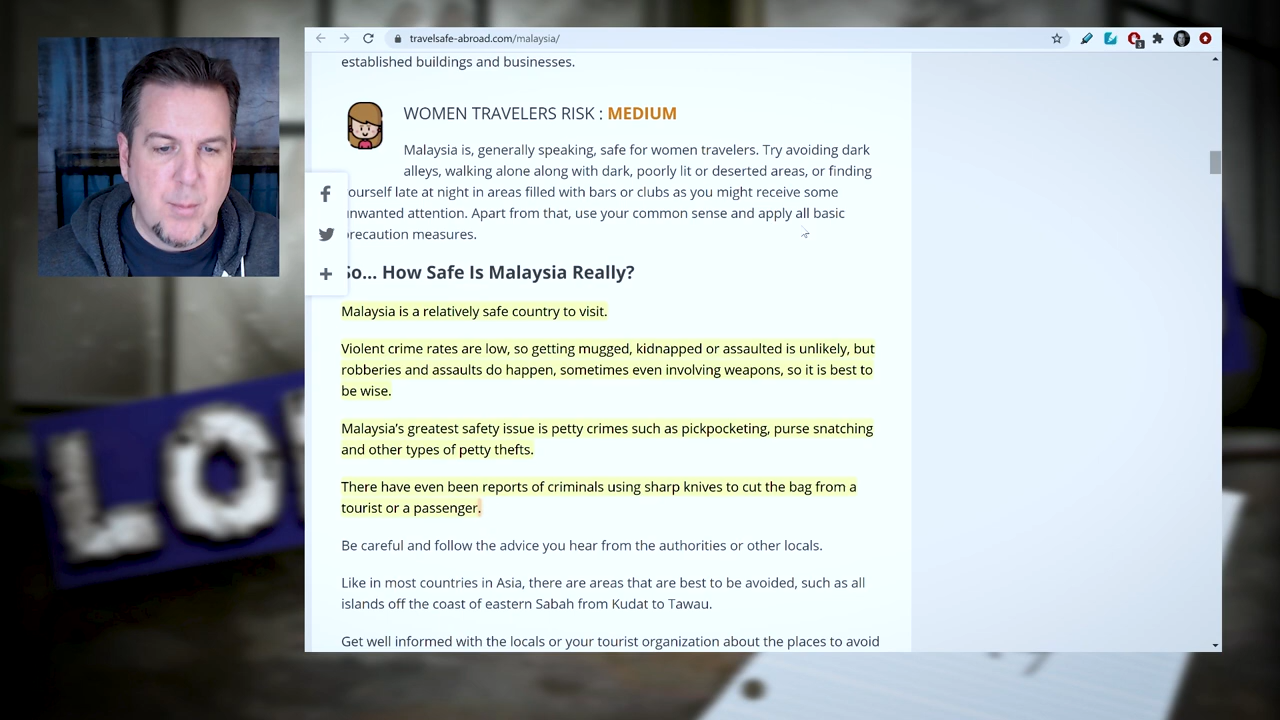 travelsafe-abroad.com/malaysia/
3
established buildings and businesses.
WOMEN TRAVELERS RISK : MEDIUM
Malaysia is, generally speaking, safe for women travelers. Try avoiding dark
alleys, walking alone along with dark, poorly lit or deserted areas, or finding
ourself late at night in areas filled with bars or clubs as you might receive some
unwanted attention. Apart from that, use your common sense and apply all basic
precaution measures.
So... How Safe Is Malaysia Really?
Malaysia is a relatively safe country to visit.
Violent crime rates are low, so getting mugged, kidnapped or assaulted is unlikely, but
robberies and assaults do happen, sometimes even involving weapons, so it is best to
be wise.
Malaysia’s greatest safety issue is petty crimes such as pickpocketing, purse snatching
and other types of petty thefts.
There have even been reports of criminals using sharp knives to cut the bag from a
tourist or a passenger.
Be careful and follow the advice you hear from the authorities or other locals.
Like in most countries in Asia, there are areas that are best to be avoided, such as all
islands off the coast of eastern Sabah from Kudat to Tawau.
Get well informed with the locals or your tourist organization about the places to avoid
LO